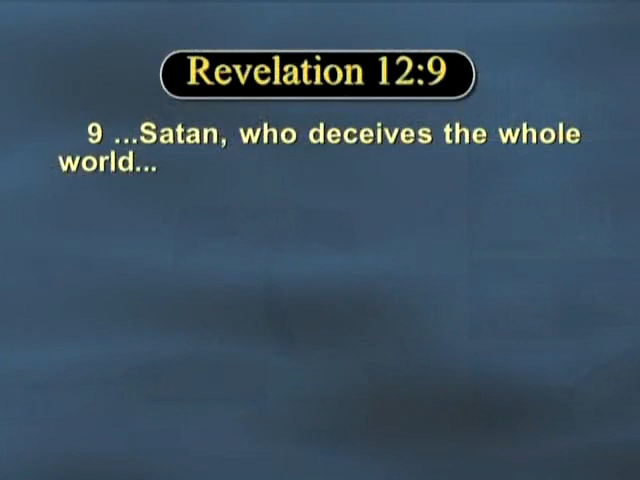 Revelation 12:9
9 ...Satan, who deceives the whole
world...